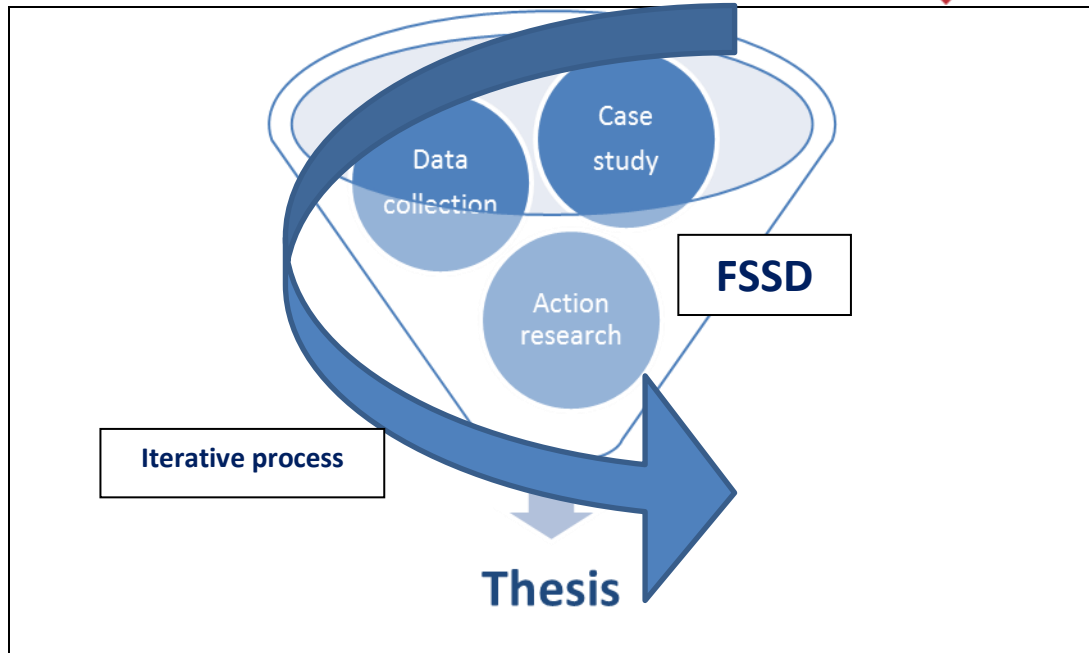 Case
study
Data
collection
FSSD
Action
research
Iterative process
Thesis